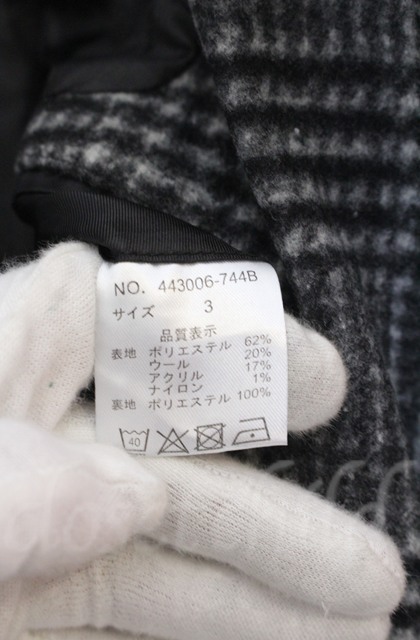 NO. 443006-744B
サイズ 3
品質表示
表地 ポリエステル 62%
ウール 20%
アクリル 17%
ナイロン 1%
裏地 ポリエステル 100%
40